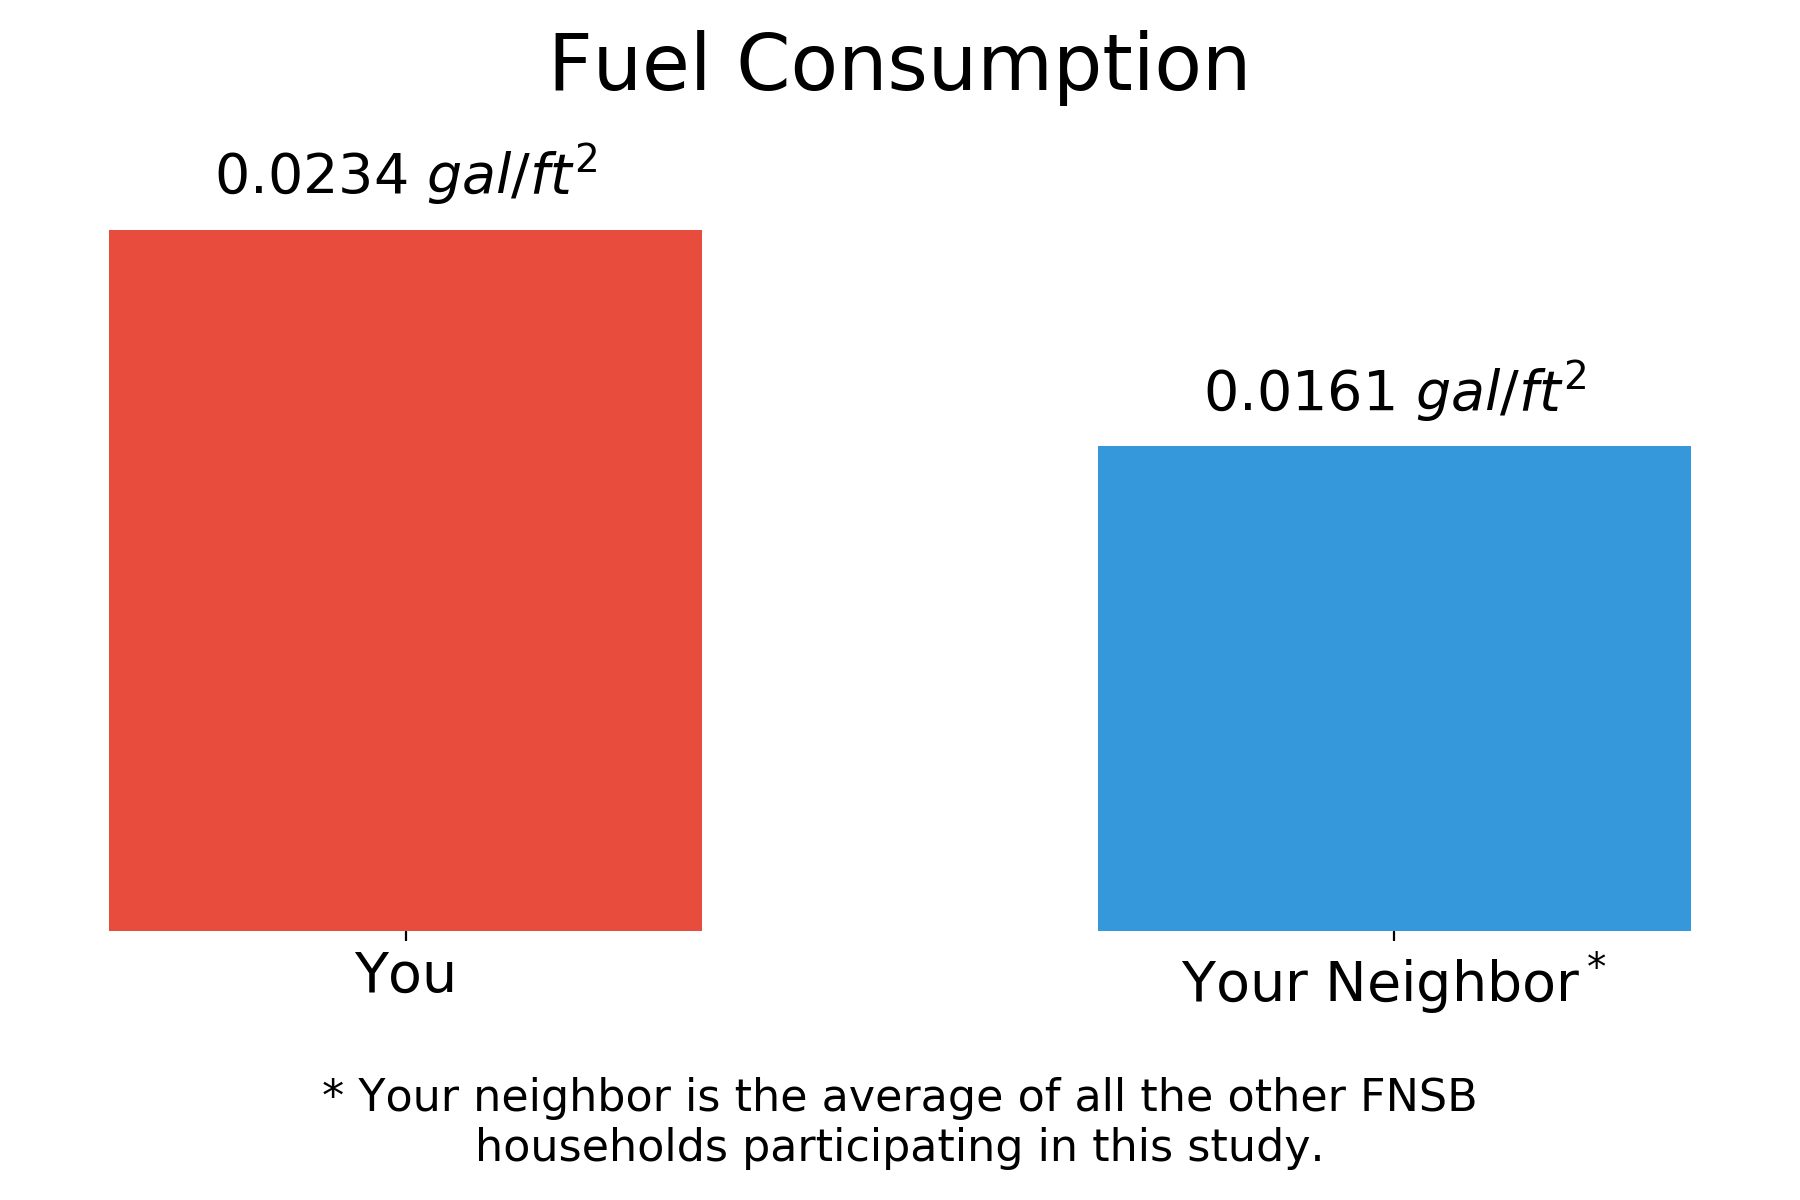 Fuel Consumption
0.0234 gal/ft²
0.0161 gal/ft²
You
Your Neighbor*
* Your neighbor is the average of all the other FNSB
households participating in this study.